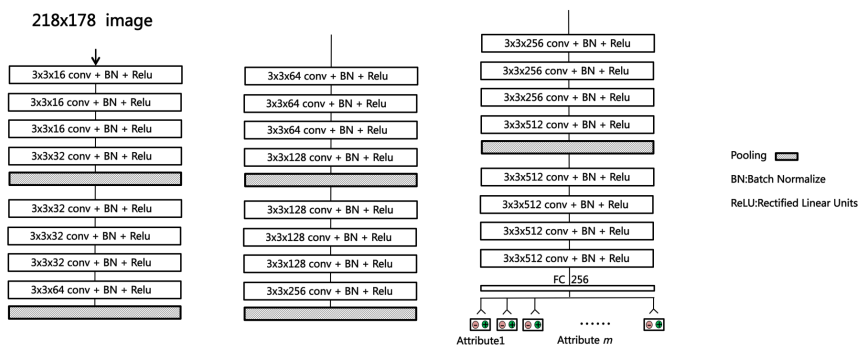 218x178 image
3x3x16 conv + BN + Relu
3x3x16 conv + BN + Relu
3x3x16 conv + BN + Relu
3x3x32 conv + BN + Relu
3x3x32 conv + BN + Relu
3x3x32 conv + BN + Relu
3x3x32 conv + BN + Relu
3x3x64 conv + BN + Relu
3x3x64 conv + BN + Relu
3x3x64 conv + BN + Relu
3x3x64 conv + BN + Relu
3x3x128 conv + BN + Relu
3x3x128 conv + BN + Relu
3x3x128 conv + BN + Relu
3x3x128 conv + BN + Relu
3x3x256 conv + BN + Relu
3x3x256 conv + BN + Relu
3x3x256 conv + BN + Relu
3x3x256 conv + BN + Relu
3x3x512 conv + BN + Relu
3x3x512 conv + BN + Relu
3x3x512 conv + BN + Relu
3x3x512 conv + BN + Relu
3x3x512 conv + BN + Relu
FC 256
......
Attribute1
Attribute m
Pooling
BN:Batch Normalize
ReLU:Rectified Linear Units